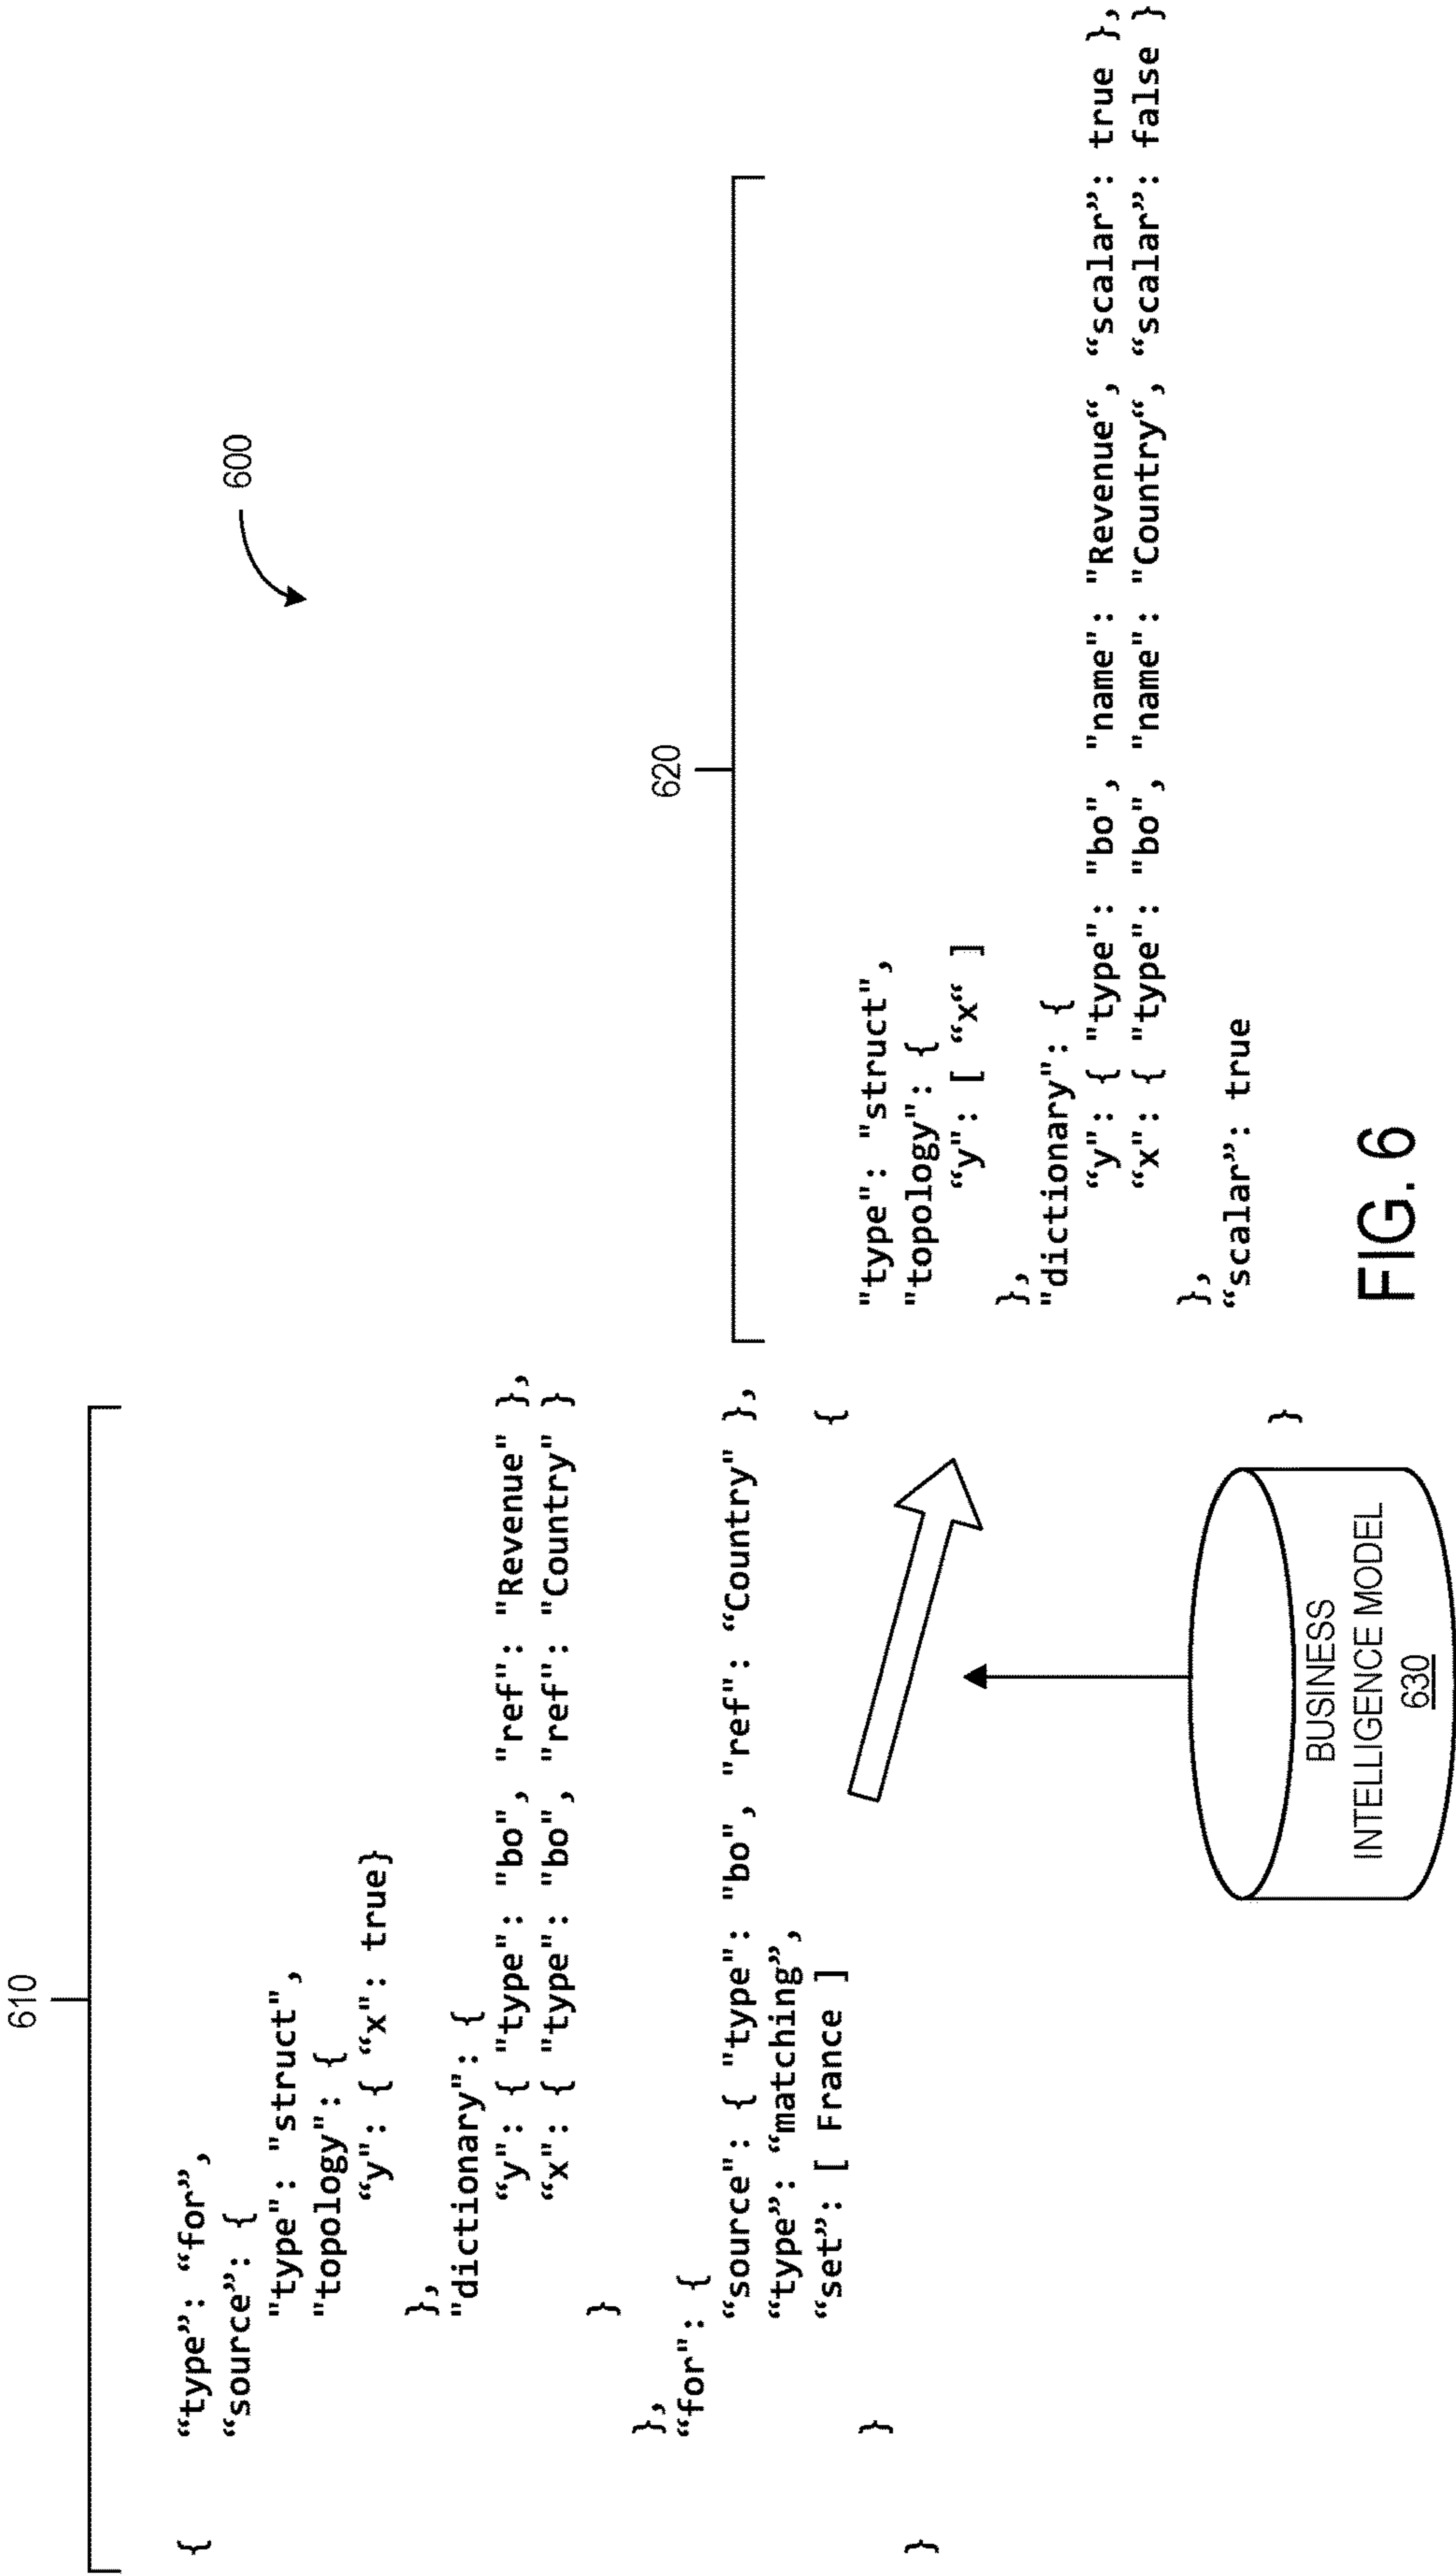 600
610
{
“type”: “for”,
“source”: {
"type": "struct",
"topology": {
“y": { “x": true}
},
"dictionary": {
“y": { "type": "bo", "ref": "Revenue" },
“x": { "type": "bo", "ref": "Country" }
}
},
“for": {
“source": { "type": "bo", "ref": “Country" },
“type”: “matching”,
“set”: [ France ]
}
}
620
{
"type": "struct",
"topology": {
“y": [ “x“ ]
},
"dictionary": {
“y": { "type": "bo", "name": "Revenue“, “scalar”: true },
“x": { "type": "bo", "name": "Country“, “scalar”: false }
},
“scalar”: true
}
BUSINESS
INTELLIGENCE MODEL
630
FIG. 6